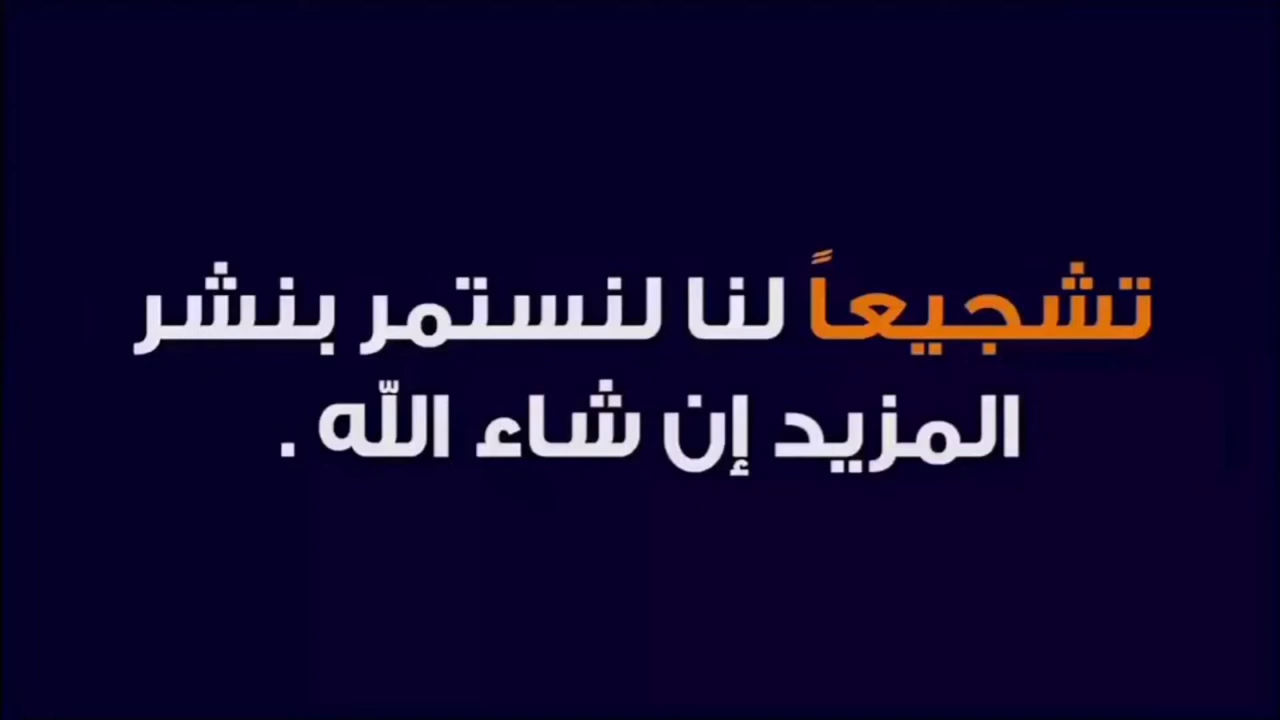 تشجيعاً لنا لنستمر بنشر
المزيد إن شاء الله .